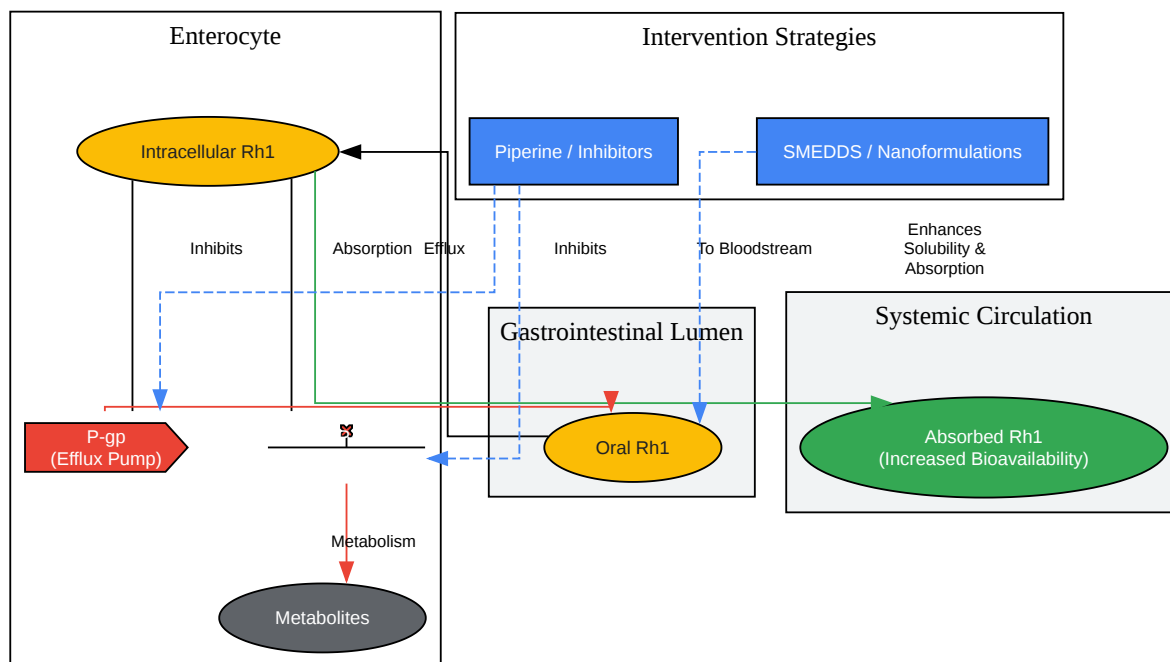 Enterocyte
Intervention Strategies
Intracellular Rh1
Piperine / Inhibitors
SMEDDS / Nanoformulations
Inhibits
Absorption
Efflux
Inhibits
To Bloodstream
Enhances
Solubility &
Absorption
Gastrointestinal Lumen
Systemic Circulation
P-gp
(Efflux Pump)
Oral Rh1
Absorbed Rh1
(Increased Bioavailability)
Metabolism
Metabolites